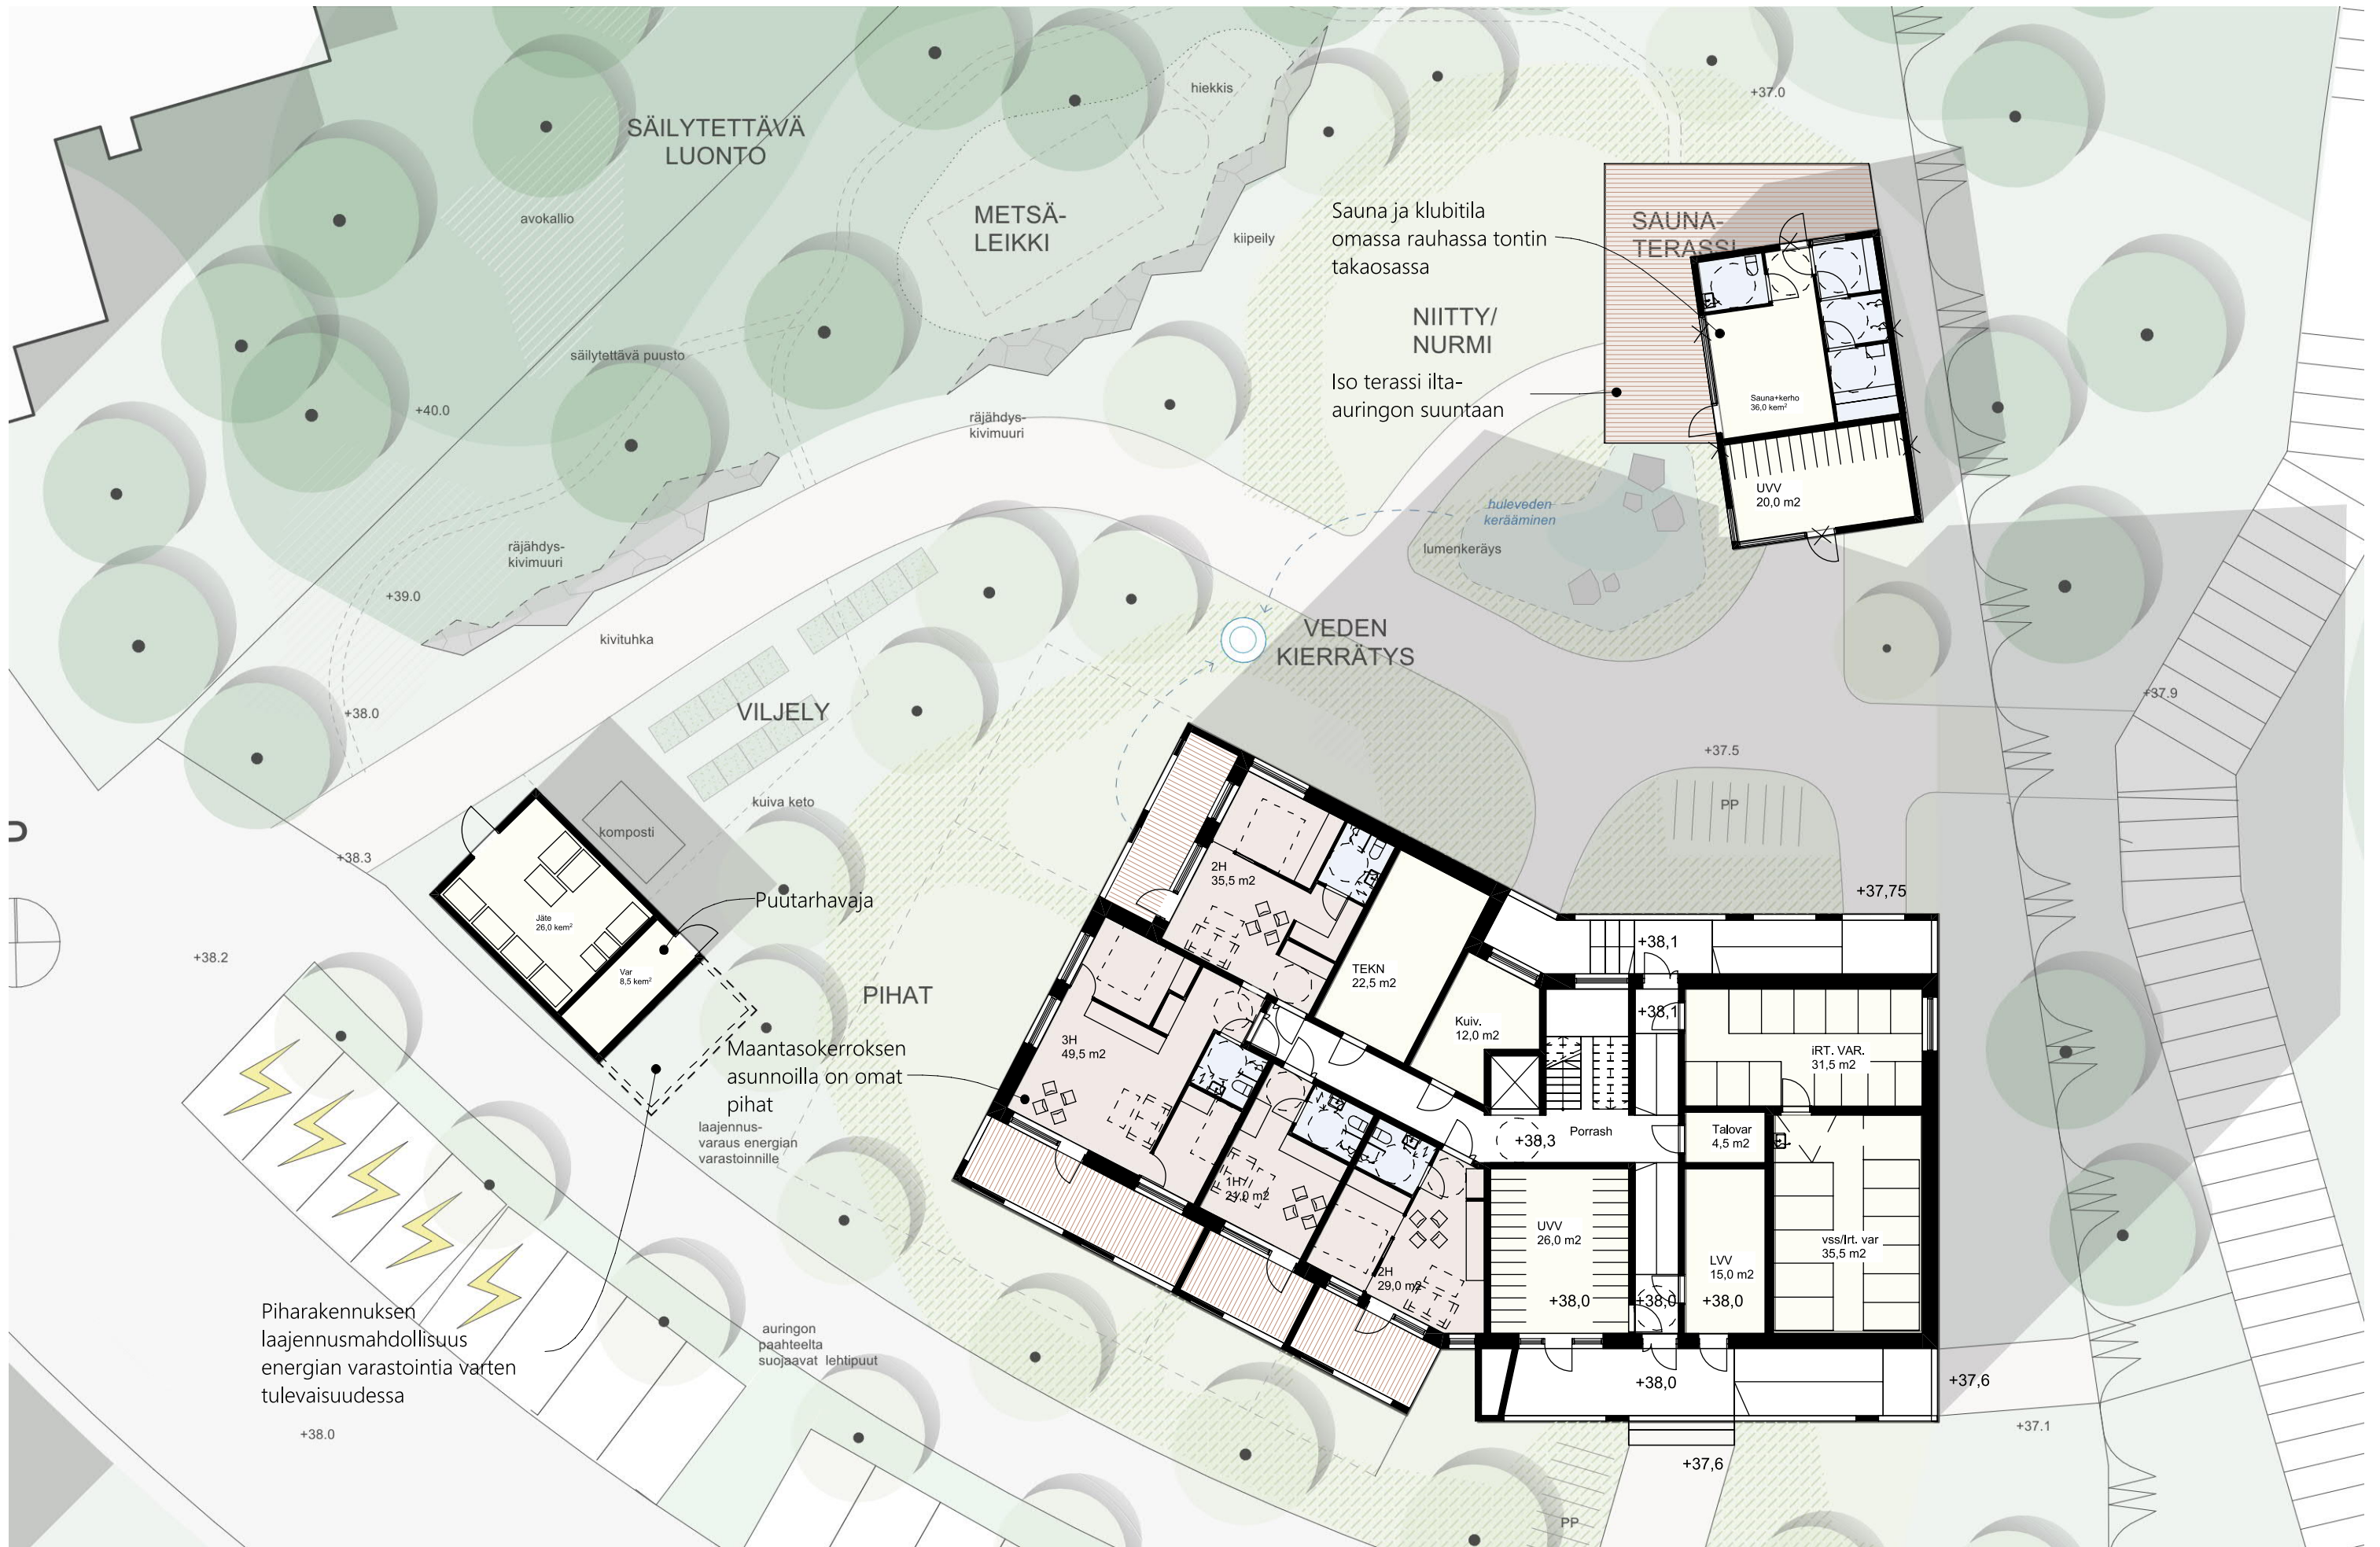 hiekkis
+37.0
SÄILYTETTÄVÄ
LUONTO
avokallio
METSÄ-
LEIKKI
kiipeily
Sauna ja klubitila
omassa rauhassa tontin
takaosassa
SAUNA-
TERASSI
NIITTY/
NURMI
Iso terassi ilta-
auringon suuntaan
säilytettävä puusto
+40.0
räjähdys-
kivimuuri
Sauna+kerho
36,0 kem²
UVV
20,0 m2
huleveden
kerääminen
lumenkeräys
räjähdys-
kivimuuri
+39.0
kivituhka
VEDEN
KIERRÄTYS
+37.9
+38.0
VILJELY
+37.5
PP
kuiva keto
komposti
+38.3
2H
35,5 m2
+37,75
Puutarhavaja
Jäte
26,0 kem²
Var
8,5 kem²
+38.2
+38,1
TEKN
22,5 m2
PIHAT
+38,1
Kuiv.
12,0 m2
3H
49,5 m2
iRT. VAR.
31,5 m2
Maantasokerroksen
asunnoilla on omat
pihat
laajennus-
varaus energian
varastoinnille
+38,3
Porrash
Talovar
4,5 m2
1H
21,0 m2
UVV
26,0 m2
vss/Irt. var
35,5 m2
LVV
15,0 m2
2H
29,0 m2
+38,0
+38,0
+38,0
Piharakennuksen
laajennusmahdollisuus
energian varastointia varten
tulevaisuudessa
auringon
paahteelta
suojaavat lehtipuut
+38,0
+37,6
+38.0
+37.1
+37,6
PP